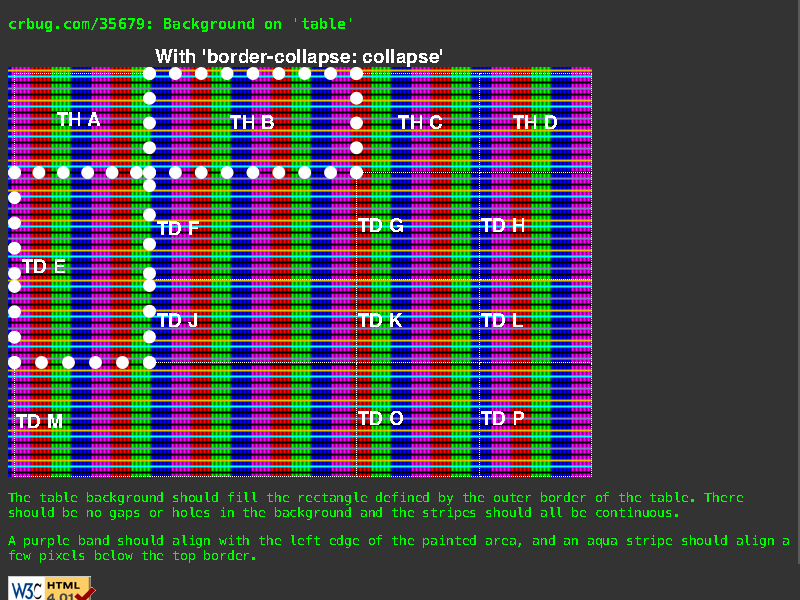 crbug.com/35679: Background on 'table'
With 'border-collapse: collapse'
TH A TH B TH C TH D
TD E TD F TD G TD H
TD J TD K TD L
TD M TD O TD P
The table background should fill the rectangle defined by the outer border of the table. There
should be no gaps or holes in the background and the stripes should all be continuous.
A purple band should align with the left edge of the painted area, and an aqua stripe should align a
few pixels below the top border.
W3C HTML
4.01